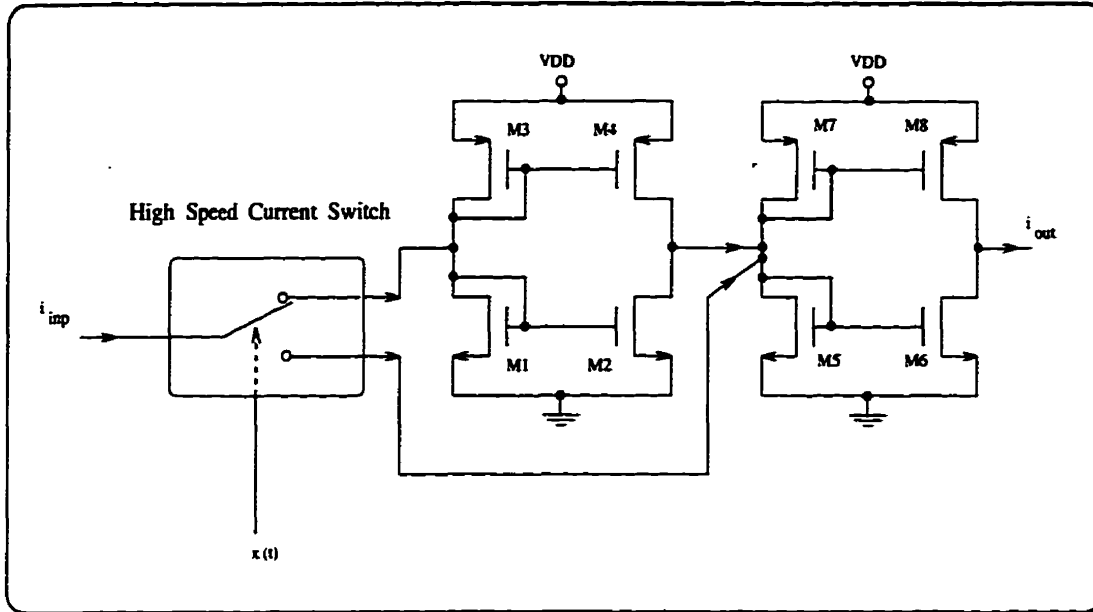 VDD
VDD
M3
M4
M7
M8
High Speed Current Switch
i out
i inp
M1
M2
M5
M6
x (t)